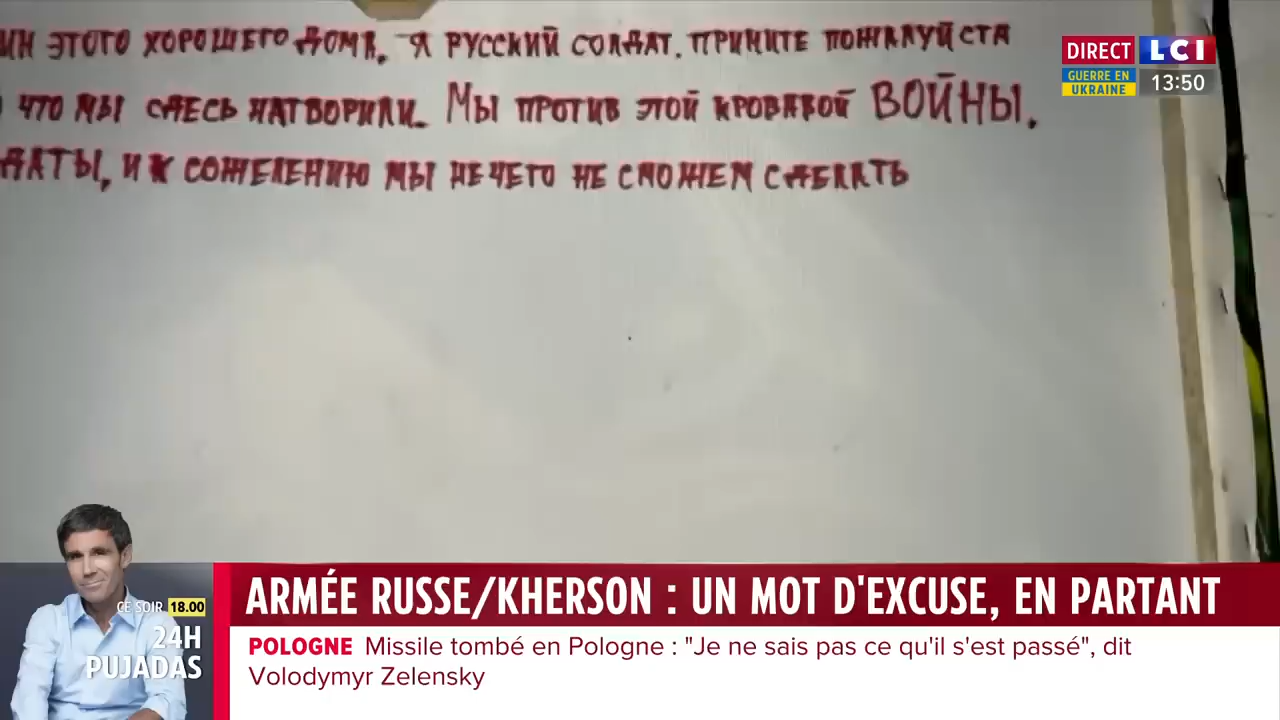 ИН ЭТОГО ХОРОШЕГО ДОМА. Я РУССКИЙ СОЛДАТ. ПРИМИТЕ ПОЖАЛУЙСТА
ЧТО МЫ СДЕСЬ НАТВОРИЛИ. МЫ ПРОТИВ ЭТОЙ КРОВАВОЙ ВОЙНЫ.
ДАТЫ, И К СОЖЕЛЕНИЮ МЫ НЕЧЕГО НЕ СМОЖЕМ СДЕЛАТЬ
DIRECT LCI
GUERRE EN UKRAINE 13:50
CE SOIR 18.00
24H
PUJADAS
ARMÉE RUSSE/KHERSON : UN MOT D'EXCUSE, EN PARTANT
POLOGNE Missile tombé en Pologne : "Je ne sais pas ce qu'il s'est passé", dit
Volodymyr Zelensky